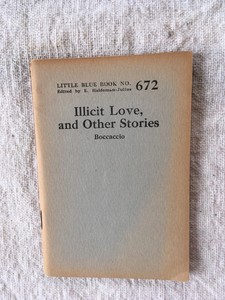 LITTLE BLUE BOOK NO. 672
Edited by E. Haldeman-Julius
Illicit Love,
and Other Stories
Boccaccio